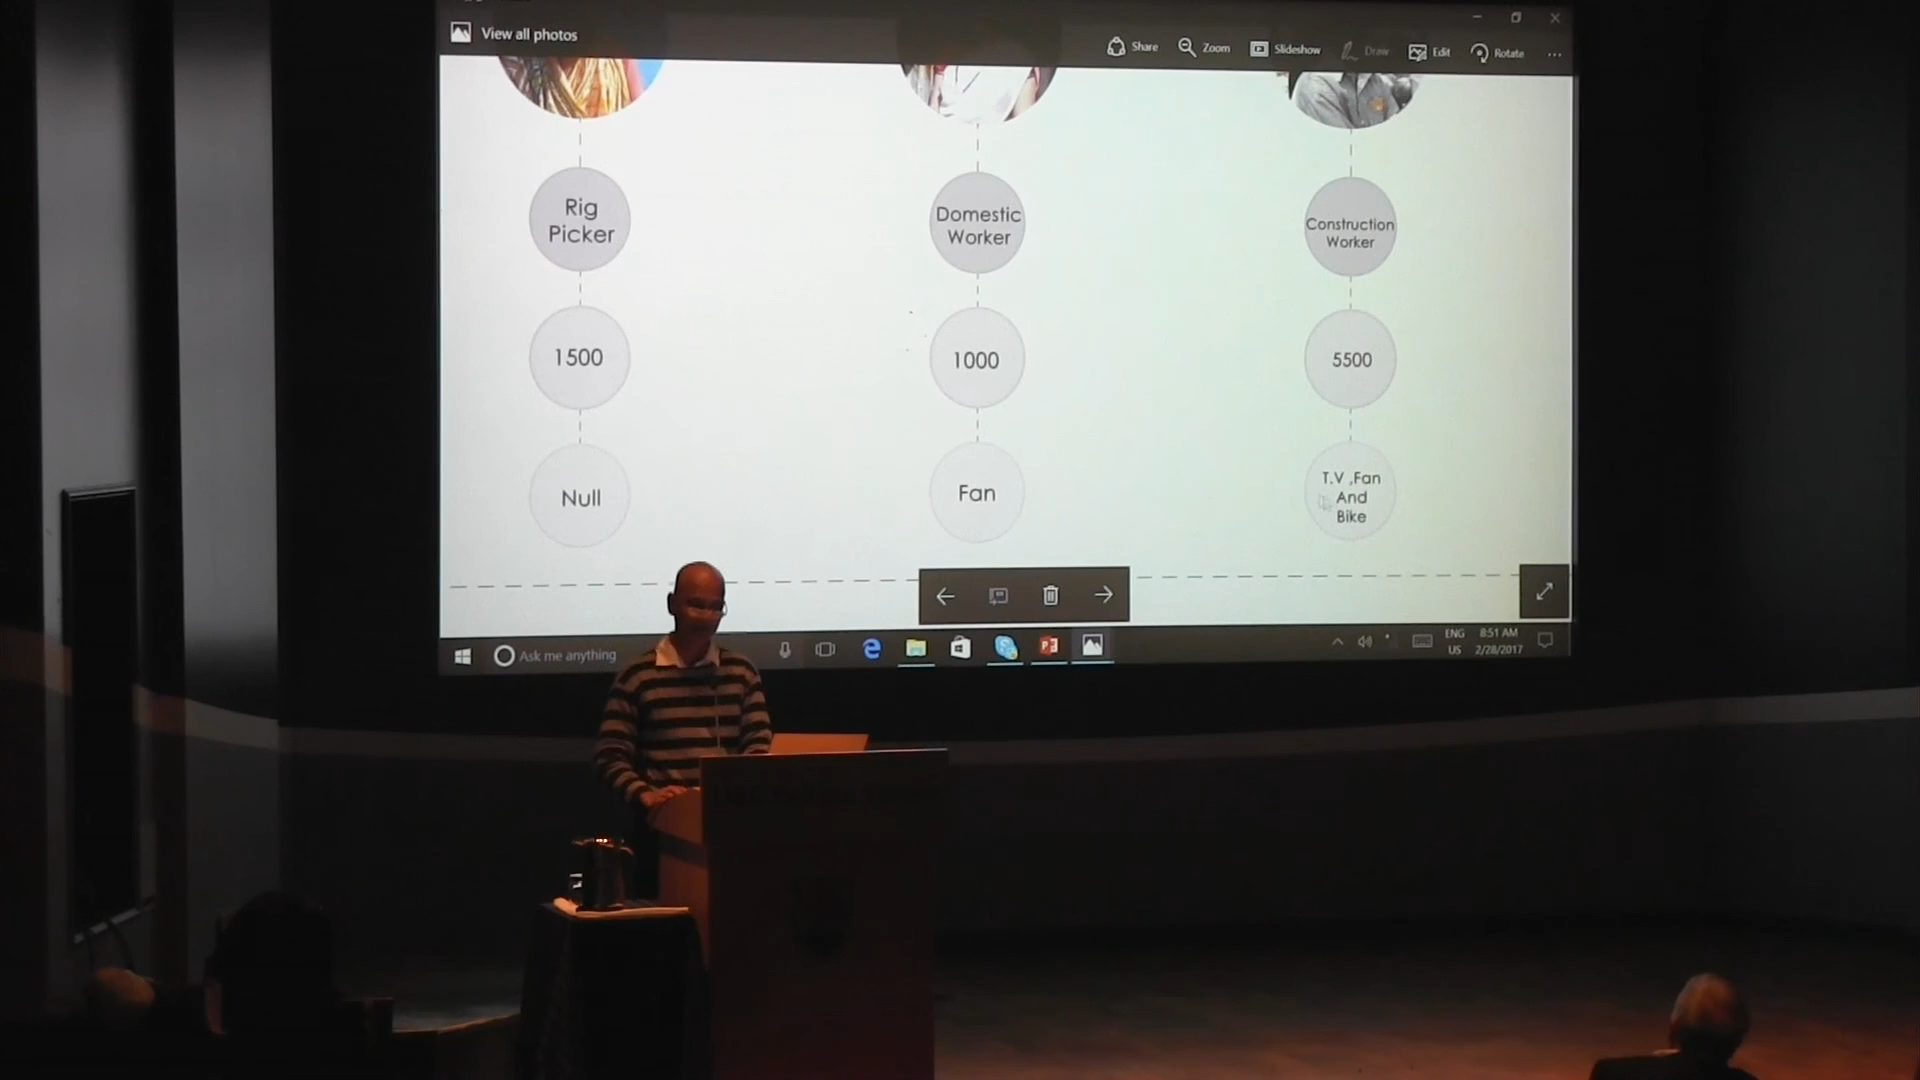 View all photos
Share
Zoom
Slideshow
Draw
Edit
Rotate
Rig
Picker
Domestic
Worker
Construction
Worker
1500
1000
5500
Null
Fan
T.V ,Fan
And
Bike
Ask me anything
ENG
US
8:51 AM
2/28/2017